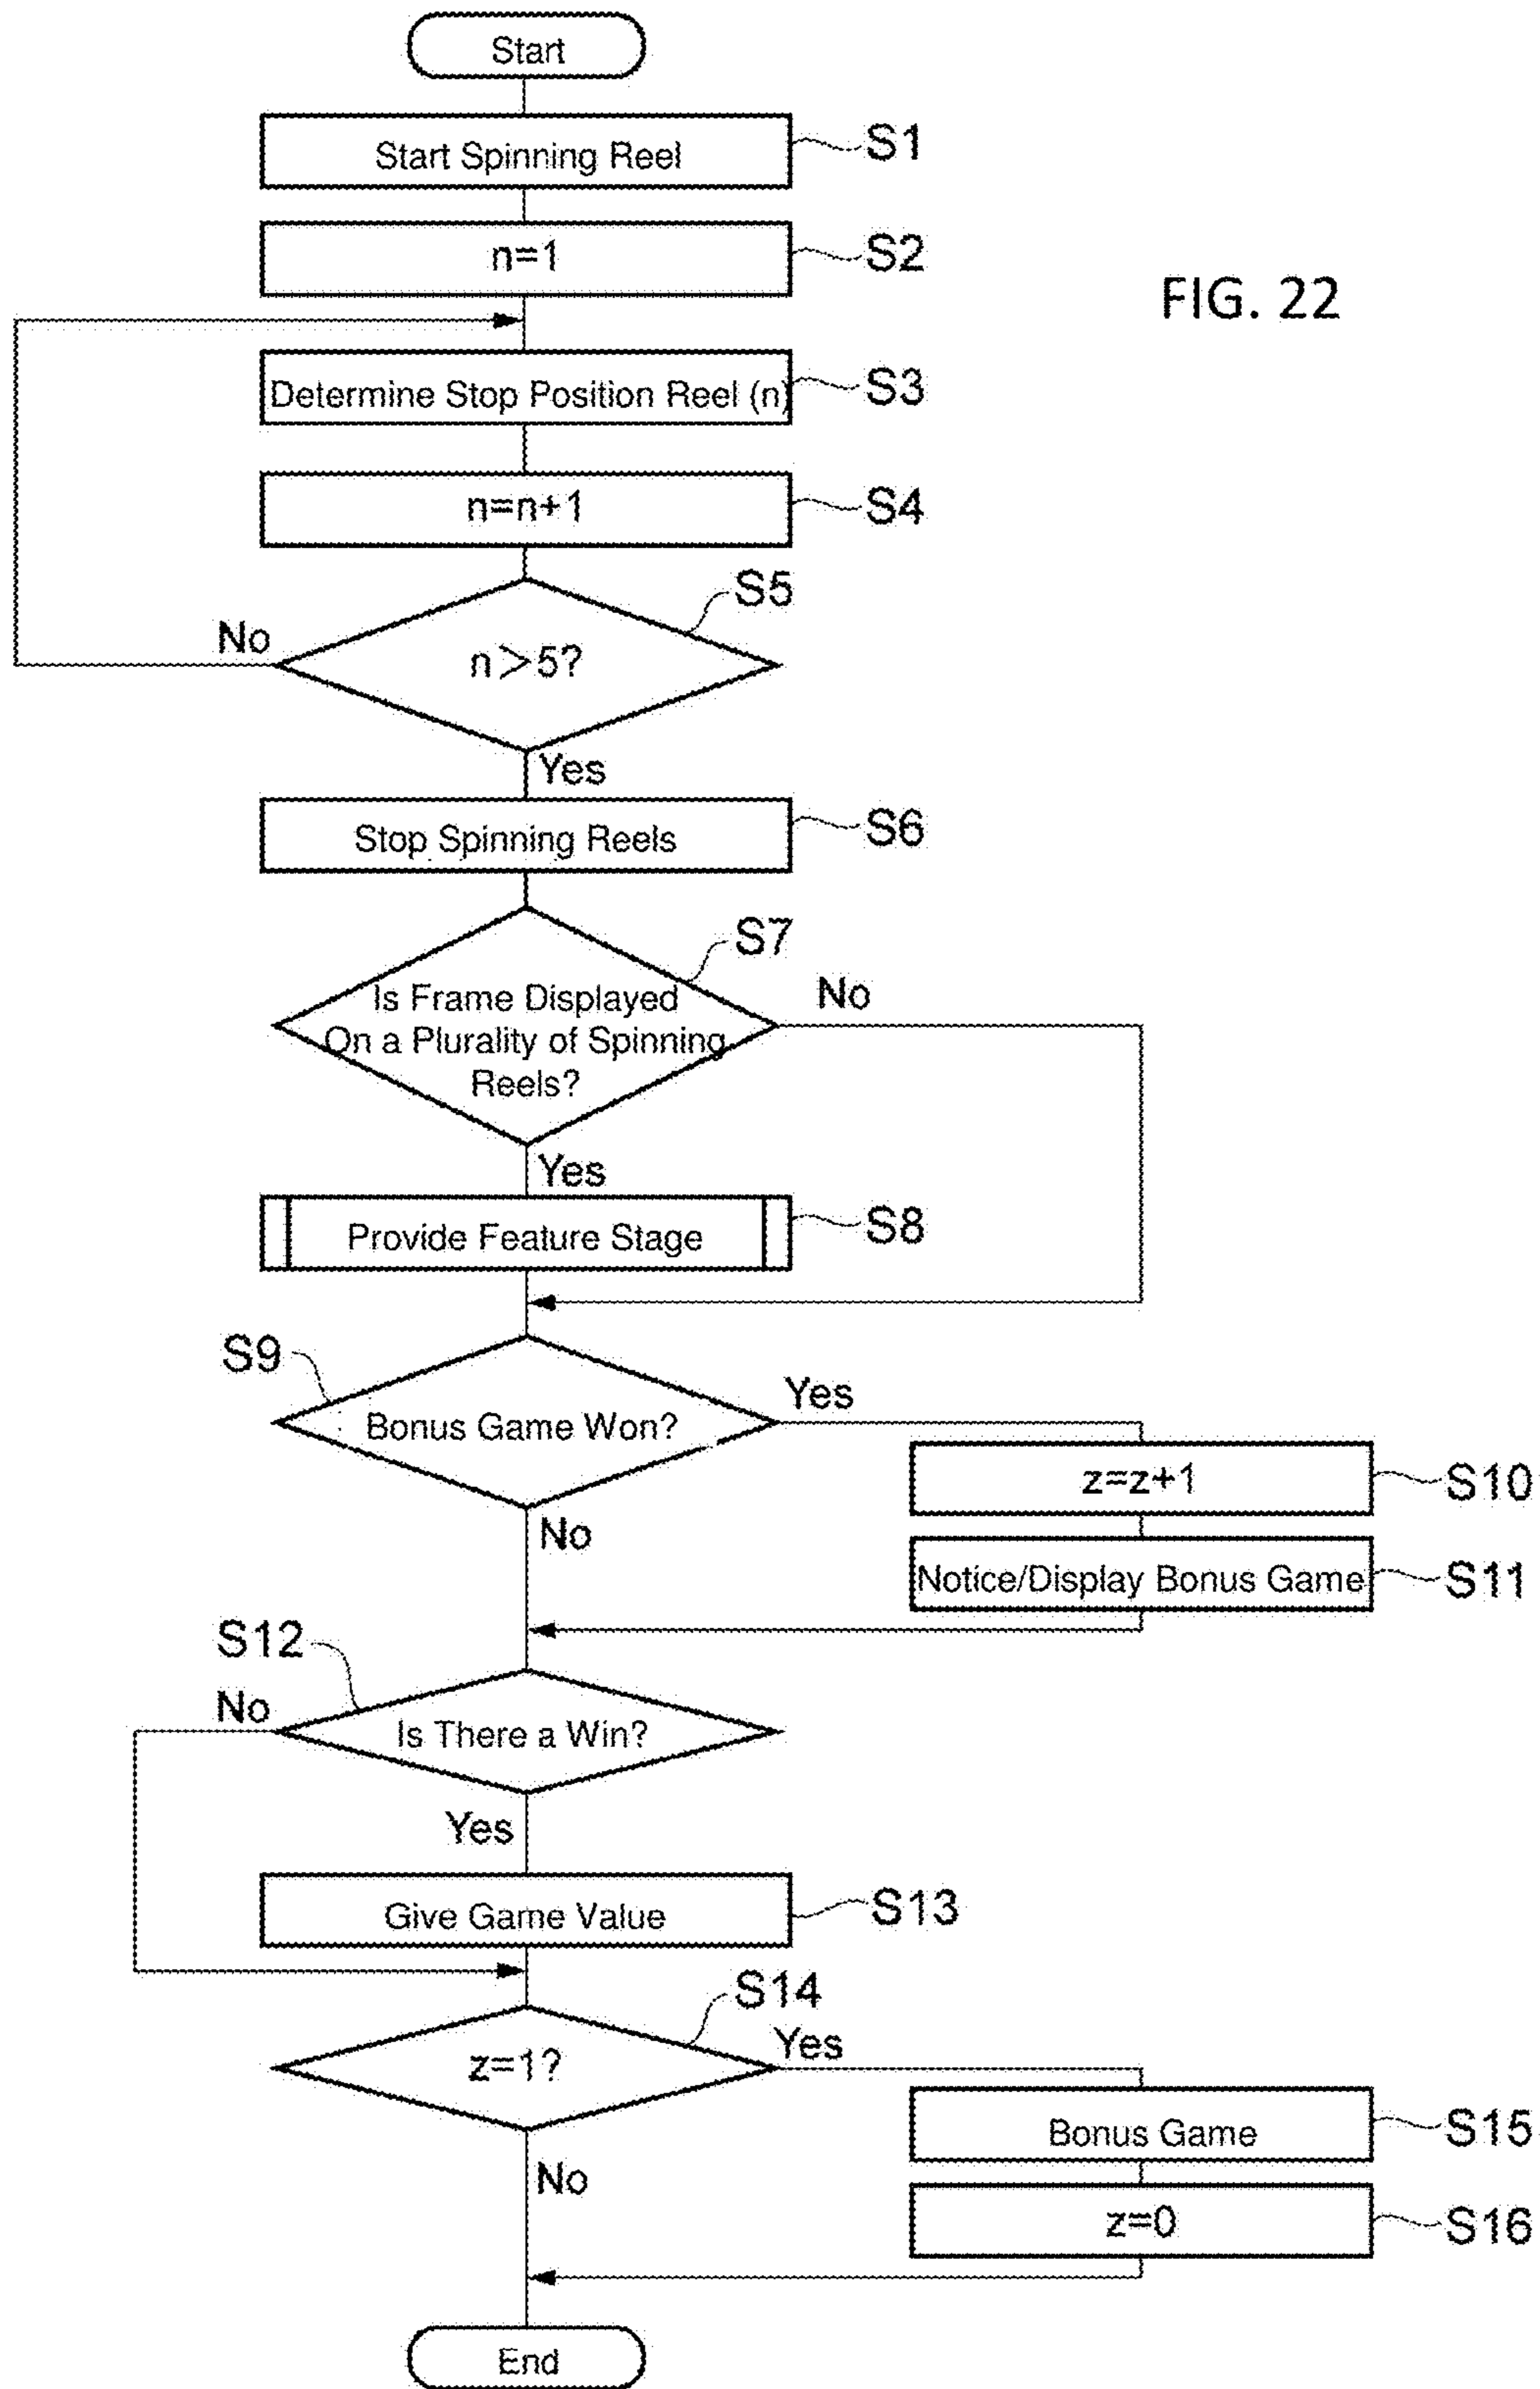 Start
Start Spinning Reel
S1
n=1
S2
FIG. 22
Determine Stop Position Reel (n)
S3
n=n+1
S4
S5
No
n>5?
Yes
Stop Spinning Reels
S6
S7
Is Frame Displayed
On a Plurality of Spinning
Reels?
No
Yes
Provide Feature Stage
S8
S9
Bonus Game Won?
Yes
z=z+1
S10
No
Notice/Display Bonus Game
S11
S12
No
Is There a Win?
Yes
Give Game Value
S13
S14
z=1?
Yes
Bonus Game
S15
No
z=0
S16
End